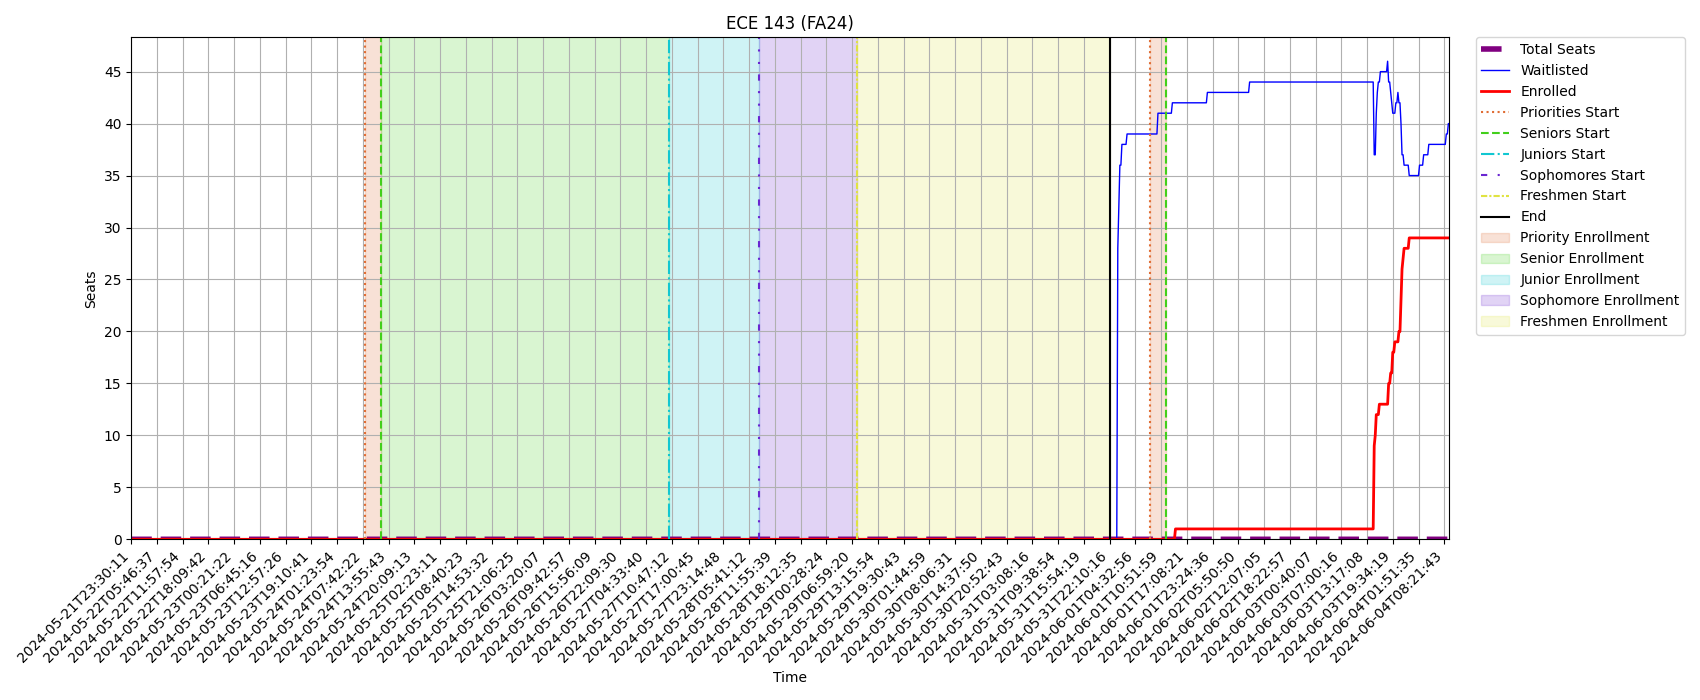 ECE 143 (FA24)
Seats
45
40
35
30
25
20
15
10
5
0
2024-05-21T23:30:11
2024-05-22T05:46:37
2024-05-22T11:57:54
2024-05-22T18:09:42
2024-05-23T00:21:22
2024-05-23T06:45:16
2024-05-23T12:57:26
2024-05-23T19:10:41
2024-05-24T01:23:54
2024-05-24T07:42:22
2024-05-24T13:55:43
2024-05-24T20:09:13
2024-05-25T02:23:11
2024-05-25T08:40:23
2024-05-25T14:53:32
2024-05-25T21:06:25
2024-05-26T03:20:07
2024-05-26T09:42:57
2024-05-26T15:56:09
2024-05-26T22:09:30
2024-05-27T04:33:40
2024-05-27T10:47:12
2024-05-27T17:00:45
2024-05-27T23:14:48
2024-05-28T05:41:12
2024-05-28T11:55:39
2024-05-28T18:12:35
2024-05-29T00:28:24
2024-05-29T06:59:20
2024-05-29T13:15:54
2024-05-29T19:30:43
2024-05-30T01:44:59
2024-05-30T08:06:31
2024-05-30T14:37:50
2024-05-30T20:52:43
2024-05-31T03:08:16
2024-05-31T09:38:54
2024-05-31T15:54:19
2024-05-31T22:10:16
2024-06-01T04:32:56
2024-06-01T10:51:59
2024-06-01T17:08:21
2024-06-01T23:24:36
2024-06-02T05:50:50
2024-06-02T12:07:05
2024-06-02T18:22:57
2024-06-03T00:40:07
2024-06-03T07:00:16
2024-06-03T13:17:08
2024-06-03T19:34:19
2024-06-04T01:51:35
2024-06-04T08:21:43
Time
Total Seats
Waitlisted
Enrolled
Priorities Start
Seniors Start
Juniors Start
Sophomores Start
Freshmen Start
End
Priority Enrollment
Senior Enrollment
Junior Enrollment
Sophomore Enrollment
Freshmen Enrollment